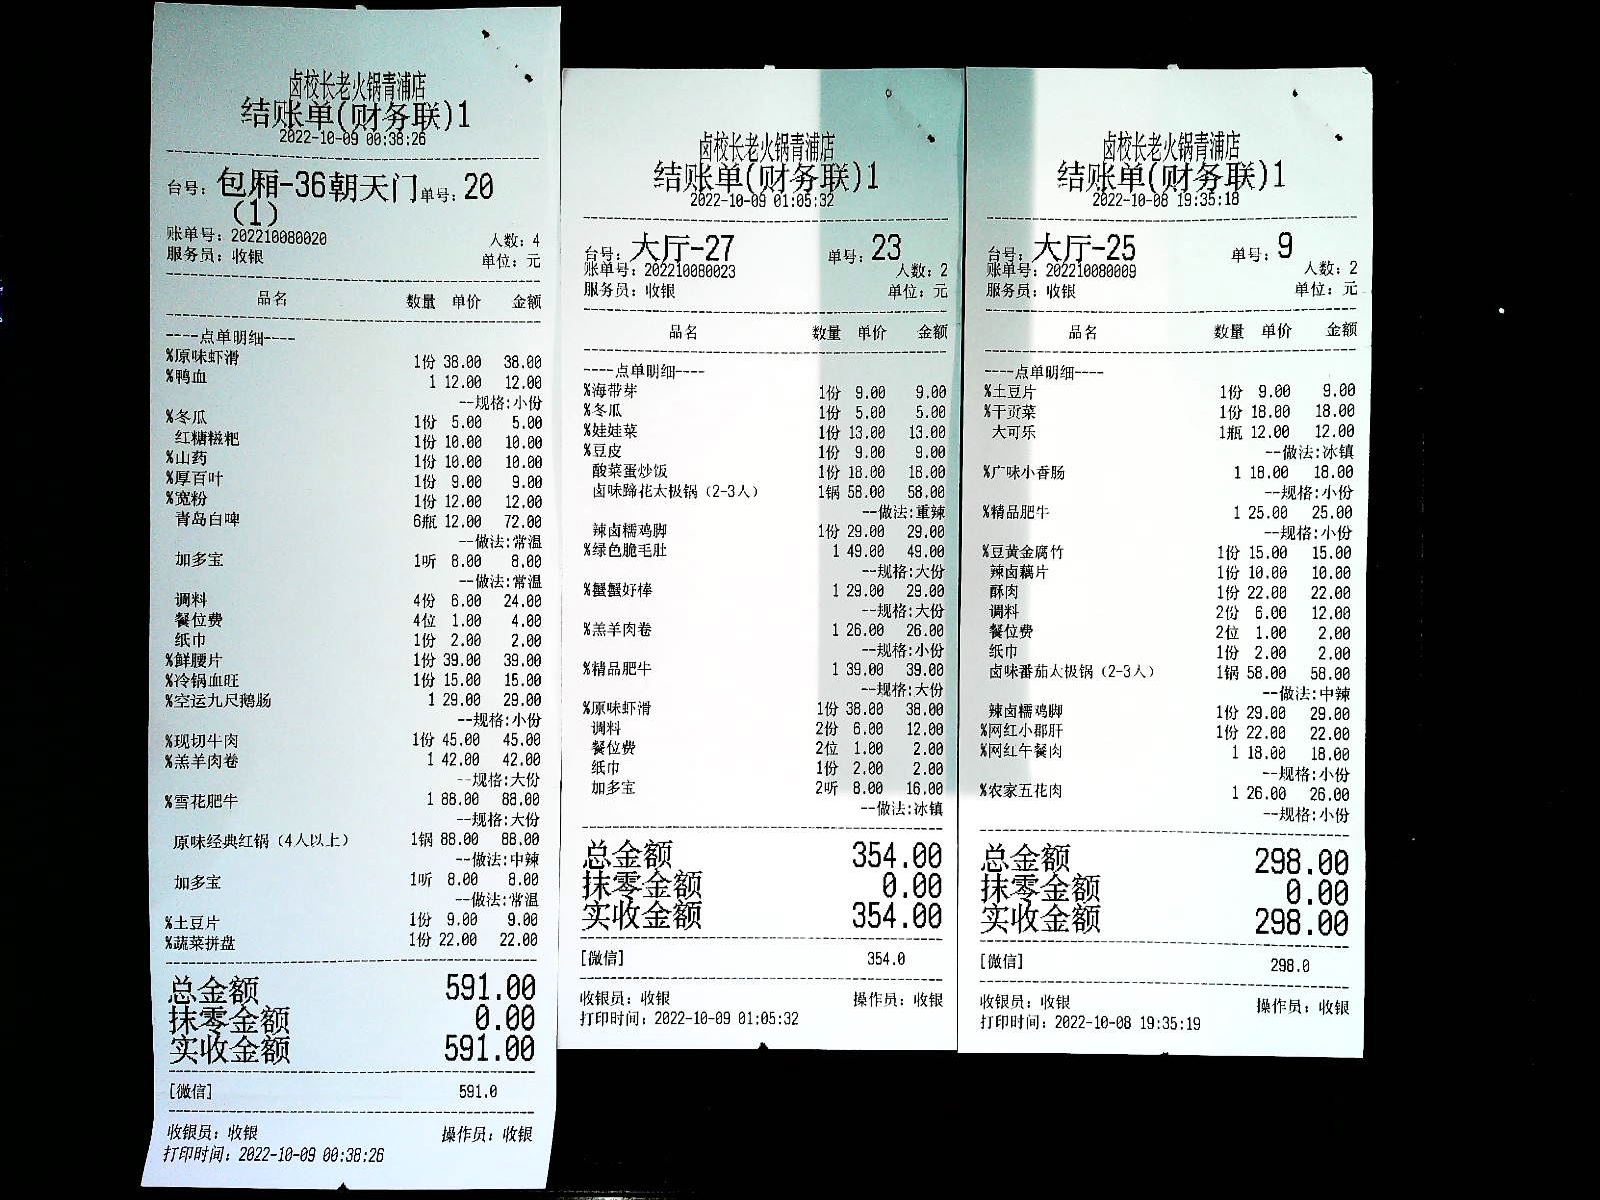 卤校长老火锅青浦店
结账单(财务联)1
2022-10-09 00:38:26
台号: 包厢-36朝天门 单号: 20
(1)
账单号: 202210080020 人数: 4
服务员: 收银 单位: 元
品名 数量 单价 金额
----点单明细----
%原味虾滑 1份 38.00 38.00
%鸭血 1 12.00 12.00
--规格:小份
%冬瓜 1份 5.00 5.00
红糖糍粑 1份 10.00 10.00
%山药 1份 10.00 10.00
%厚百叶 1份 9.00 9.00
%宽粉 1份 12.00 12.00
青岛白啤 6瓶 12.00 72.00
--做法:常温
加多宝 1听 8.00 8.00
--做法:常温
调料 4份 6.00 24.00
餐位费 4位 1.00 4.00
纸巾 1份 2.00 2.00
%鲜腰片 1份 39.00 39.00
%冷锅血旺 1份 15.00 15.00
%空运九尺鹅肠 1 29.00 29.00
--规格:小份
%现切牛肉 1份 45.00 45.00
%羔羊肉卷 1 42.00 42.00
--规格:大份
%雪花肥牛 1 88.00 88.00
--规格:大份
原味经典红锅（4人以上） 1锅 88.00 88.00
--做法:中辣
加多宝 1听 8.00 8.00
--做法:常温
%土豆片 1份 9.00 9.00
%蔬菜拼盘 1份 22.00 22.00
总金额 591.00
抹零金额 0.00
实收金额 591.00
[微信] 591.0
收银员: 收银 操作员: 收银
打印时间: 2022-10-09 00:38:26
卤校长老火锅青浦店
结账单(财务联)1
2022-10-09 01:05:32
台号: 大厅-27 单号: 23
账单号: 202210080023 人数: 2
服务员: 收银 单位: 元
品名 数量 单价 金额
----点单明细----
%海带芽 1份 9.00 9.00
%冬瓜 1份 5.00 5.00
%娃娃菜 1份 13.00 13.00
%豆皮 1份 9.00 9.00
酸菜蛋炒饭 1份 18.00 18.00
卤味蹄花太极锅（2-3人） 1锅 58.00 58.00
--做法:重辣
辣卤糯鸡脚 1份 29.00 29.00
%绿色脆毛肚 1 49.00 49.00
--规格:大份
%蟹蟹好棒 1 29.00 29.00
--规格:大份
%羔羊肉卷 1 26.00 26.00
--规格:小份
%精品肥牛 1 39.00 39.00
--规格:大份
%原味虾滑 1份 38.00 38.00
调料 2份 6.00 12.00
餐位费 2位 1.00 2.00
纸巾 1份 2.00 2.00
加多宝 2听 8.00 16.00
--做法:冰镇
总金额 354.00
抹零金额 0.00
实收金额 354.00
[微信] 354.0
收银员: 收银 操作员: 收银
打印时间: 2022-10-09 01:05:32
卤校长老火锅青浦店
结账单(财务联)1
2022-10-08 19:35:18
台号: 大厅-25 单号: 9
账单号: 202210080009 人数: 2
服务员: 收银 单位: 元
品名 数量 单价 金额
----点单明细----
%土豆片 1份 9.00 9.00
%干贡菜 1份 18.00 18.00
大可乐 1瓶 12.00 12.00
--做法:冰镇
%广味小香肠 1 18.00 18.00
--规格:小份
%精品肥牛 1 25.00 25.00
--规格:小份
%豆黄金腐竹 1份 15.00 15.00
辣卤藕片 1份 10.00 10.00
酥肉 1份 22.00 22.00
调料 2份 6.00 12.00
餐位费 2位 1.00 2.00
纸巾 1份 2.00 2.00
卤味番茄太极锅（2-3人） 1锅 58.00 58.00
--做法:中辣
辣卤糯鸡脚 1份 29.00 29.00
%网红小郡肝 1份 22.00 22.00
%网红午餐肉 1 18.00 18.00
--规格:小份
%农家五花肉 1 26.00 26.00
--规格:小份
总金额 298.00
抹零金额 0.00
实收金额 298.00
[微信] 298.0
收银员: 收银 操作员: 收银
打印时间: 2022-10-08 19:35:19